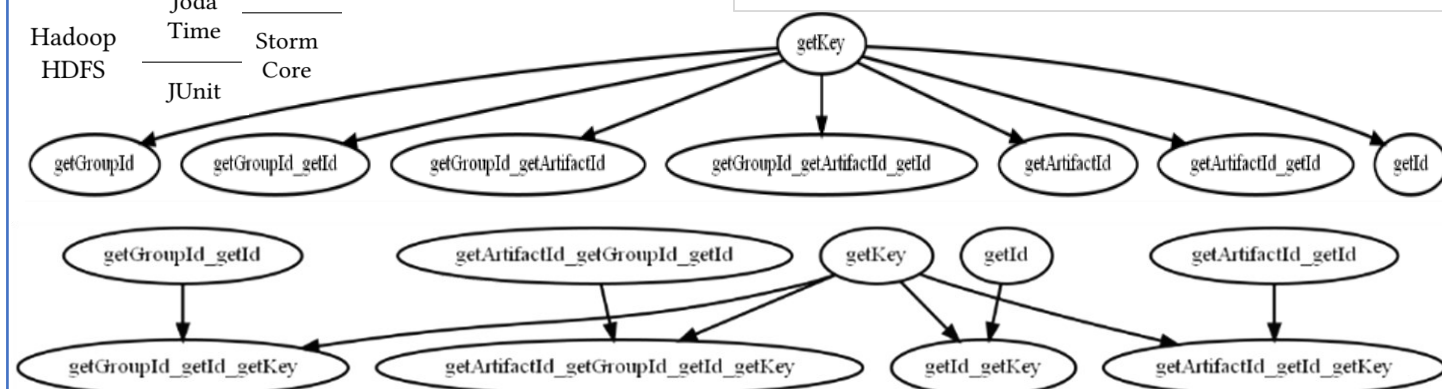 Joda
Time
Hadoop
HDFS
Storm
Core
JUnit
getKey
getGroupId
getGroupId_getId
getGroupId_getArtifactId
getGroupId_getArtifactId_getId
getArtifactId
getArtifactId_getId
getId
getGroupId_getId
getArtifactId_getGroupId_getId
getKey
getId
getArtifactId_getId
getGroupId_getId_getKey
getArtifactId_getGroupId_getId_getKey
getId_getKey
getArtifactId_getId_getKey